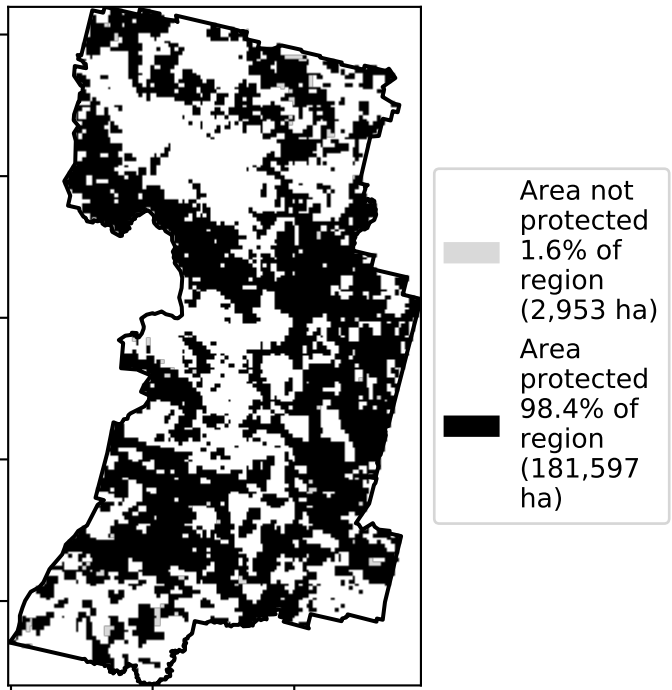 Area not
protected
1.6% of
region
(2,953 ha)
Area
protected
98.4% of
region
(181,597
ha)